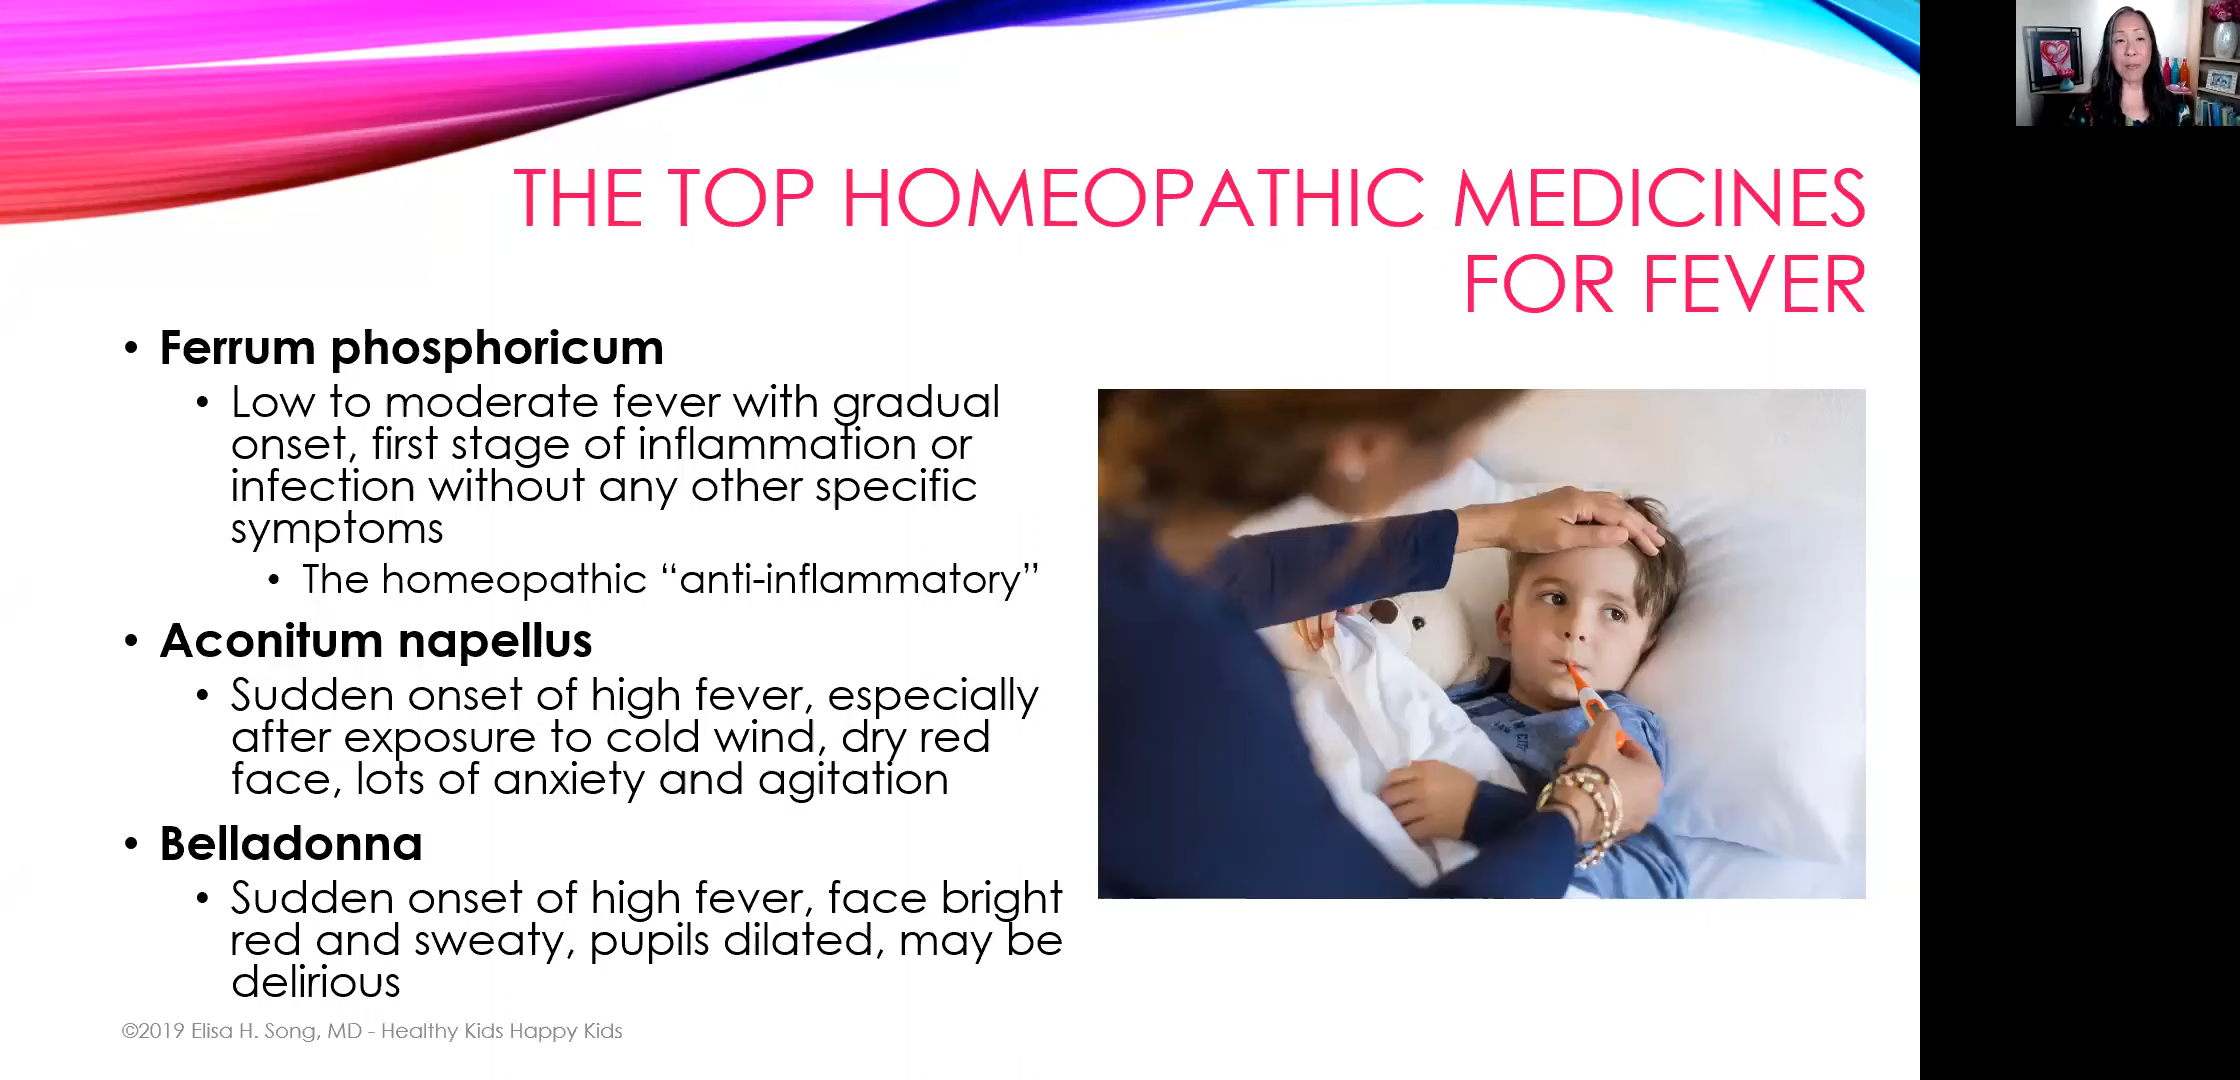 THE TOP HOMEOPATHIC MEDICINES
FOR FEVER
• Ferrum phosphoricum
• Low to moderate fever with gradual
onset, first stage of inflammation or
infection without any other specific
symptoms
• The homeopathic “anti-inflammatory”
• Aconitum napellus
• Sudden onset of high fever, especially
after exposure to cold wind, dry red
face, lots of anxiety and agitation
• Belladonna
• Sudden onset of high fever, face bright
red and sweaty, pupils dilated, may be
delirious
©2019 Elisa H. Song, MD - Healthy Kids Happy Kids